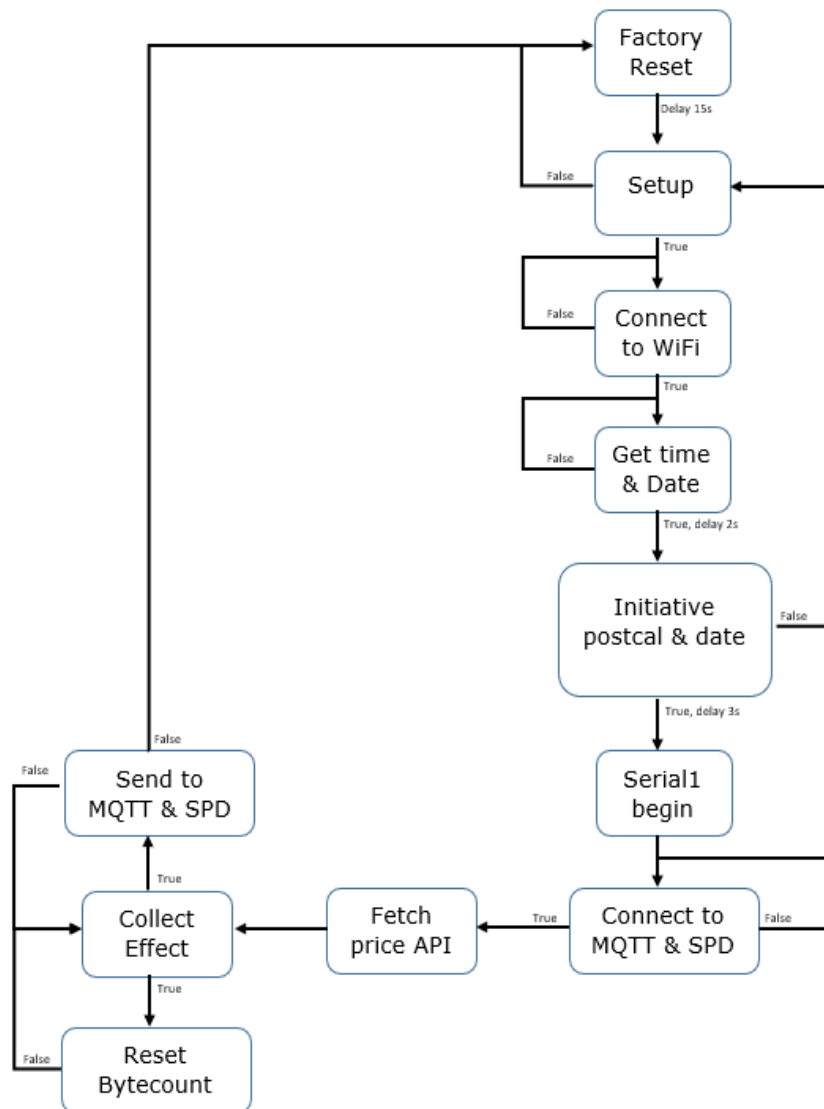 Factory
Reset
Delay 15s
False
Setup
True
False
Connect
to WiFi
True
False
Get time
& Date
True, delay 2s
Initiative
postcal & date
False
True, delay 3s
False
False
Send to
MQTT & SPD
Serial1
begin
True
Collect
Effect
Fetch
price API
True
Connect to
MQTT & SPD
False
True
False
Reset
Bytecount